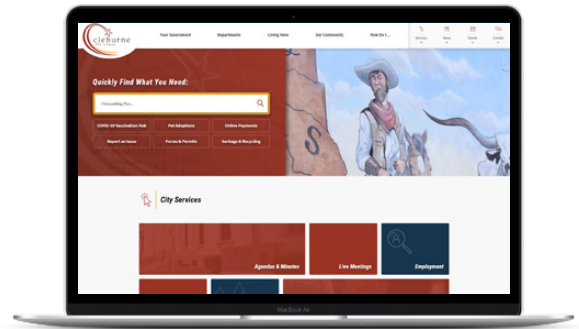 cleburne
Your Government
Departments
Living Here
Our Community
How Do I...
Services
News
Events
Contact
Quickly Find What You Need:
I'm looking for...
COVID-19 Vaccination Hub
Pet Adoptions
Online Payments
Report an Issue
Forms & Permits
Garbage & Recycling
S
City Services
Agendas & Minutes
Live Meetings
Employment
MacBook Air